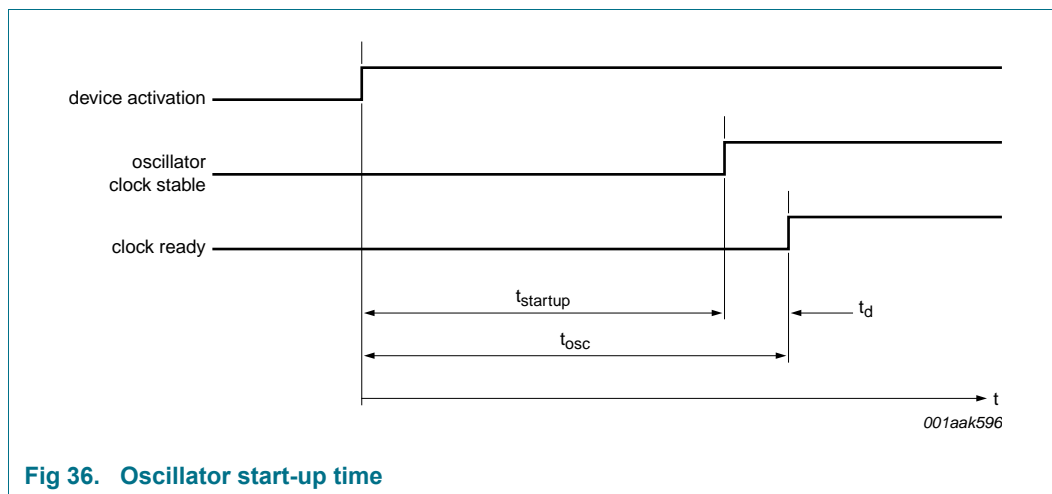 device activation
oscillator
clock stable
clock ready
tstartup
td
tosc
t
001aak596
Fig 36. Oscillator start-up time